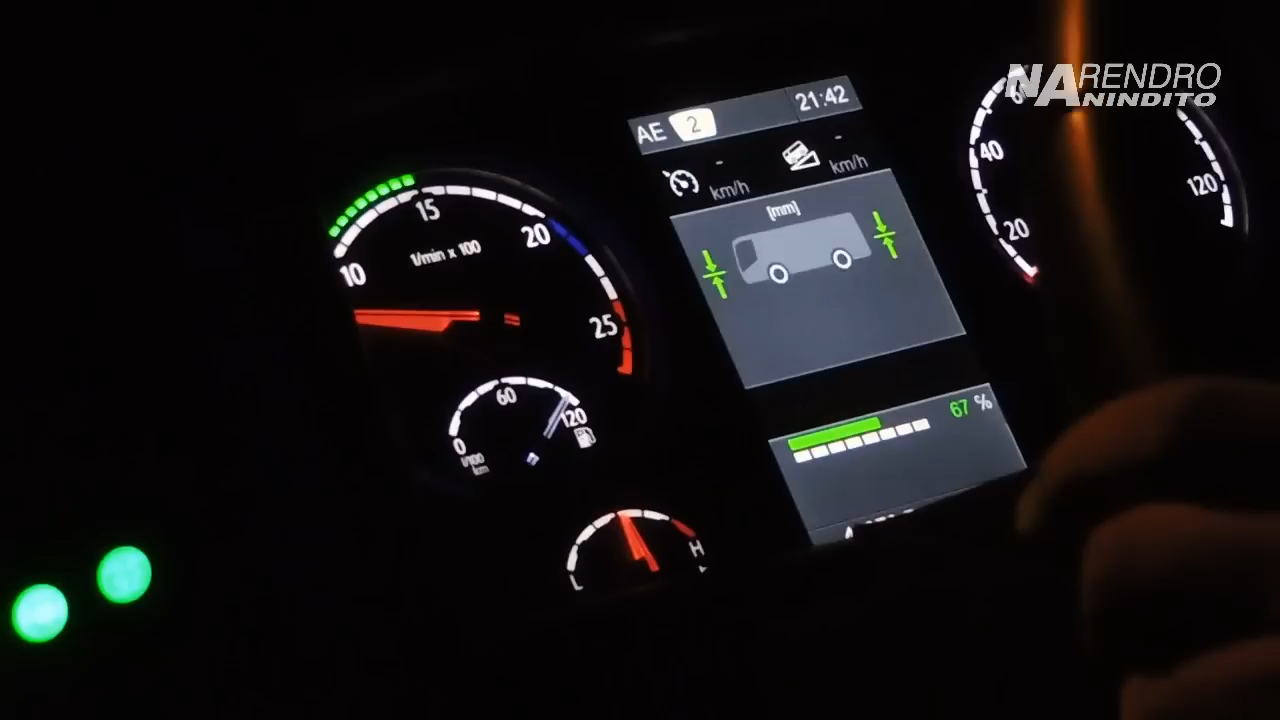 NARENDRO
ANINDITO
21:42
AE 2
- km/h
- km/h
[mm]
67 %
10
15
20
25
1/min x 100
0
60
120
l/100
km
L
H
20
40
60
120